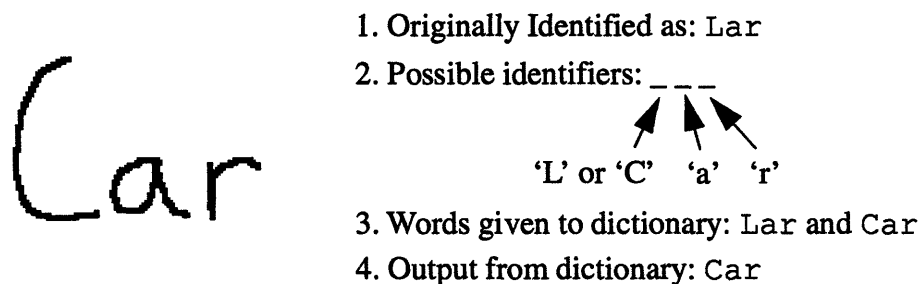 Car
1. Originally Identified as: Lar
2. Possible identifiers: _ _ _
‘L’ or ‘C’ ‘a’ ‘r’
3. Words given to dictionary: Lar and Car
4. Output from dictionary: Car